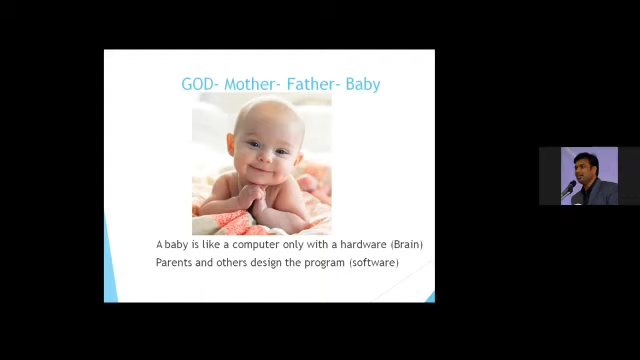 GOD- Mother- Father- Baby
A baby is like a computer only with a hardware (Brain)
Parents and others design the program (software)